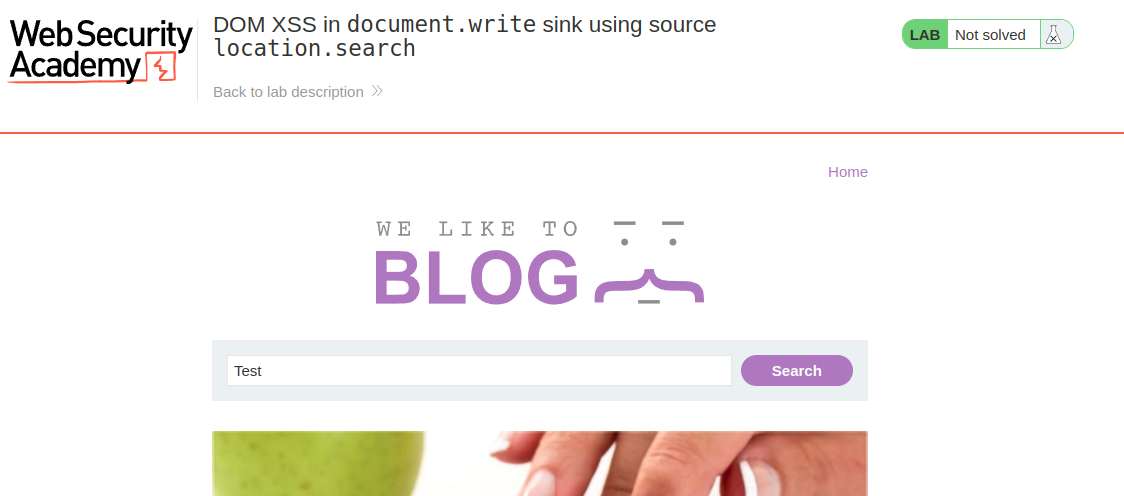 Web Security
Academy
DOM XSS in document.write sink using source
location.search
Back to lab description
LAB Not solved
Home
WE LIKE TO
BLOG
Test
Search